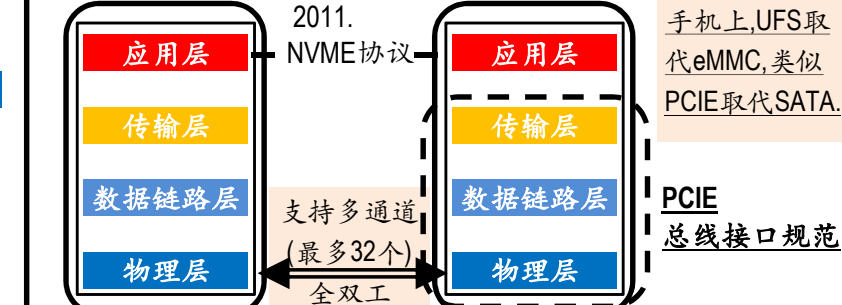 2011.
NVME协议
应用层
传输层
数据链路层
物理层
支持多通道
(最多32个)
全双工
应用层
传输层
数据链路层
物理层
手机上,UFS取
代eMMC,类似
PCIE取代SATA.
PCIE
总线接口规范